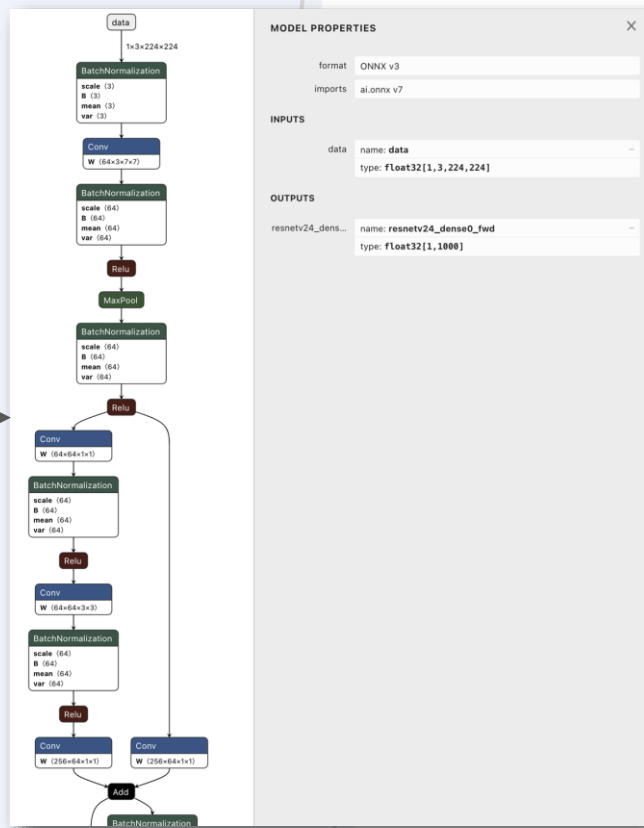 data
1×3×224×224
BatchNormalization
scale ⟨3⟩
B ⟨3⟩
mean ⟨3⟩
var ⟨3⟩
Conv
W ⟨64×3×7×7⟩
BatchNormalization
scale ⟨64⟩
B ⟨64⟩
mean ⟨64⟩
var ⟨64⟩
Relu
MaxPool
BatchNormalization
scale ⟨64⟩
B ⟨64⟩
mean ⟨64⟩
var ⟨64⟩
Relu
Conv
W ⟨64×64×1×1⟩
BatchNormalization
scale ⟨64⟩
B ⟨64⟩
mean ⟨64⟩
var ⟨64⟩
Relu
Conv
W ⟨64×64×3×3⟩
BatchNormalization
scale ⟨64⟩
B ⟨64⟩
mean ⟨64⟩
var ⟨64⟩
Relu
Conv
W ⟨256×64×1×1⟩
Conv
W ⟨256×64×1×1⟩
Add
BatchNormalization
MODEL PROPERTIES
format ONNX v3
imports ai.onnx v7
INPUTS
data name: data
type: float32[1,3,224,224]
OUTPUTS
resnetv24_dens... name: resnetv24_dense0_fwd
type: float32[1,1000]